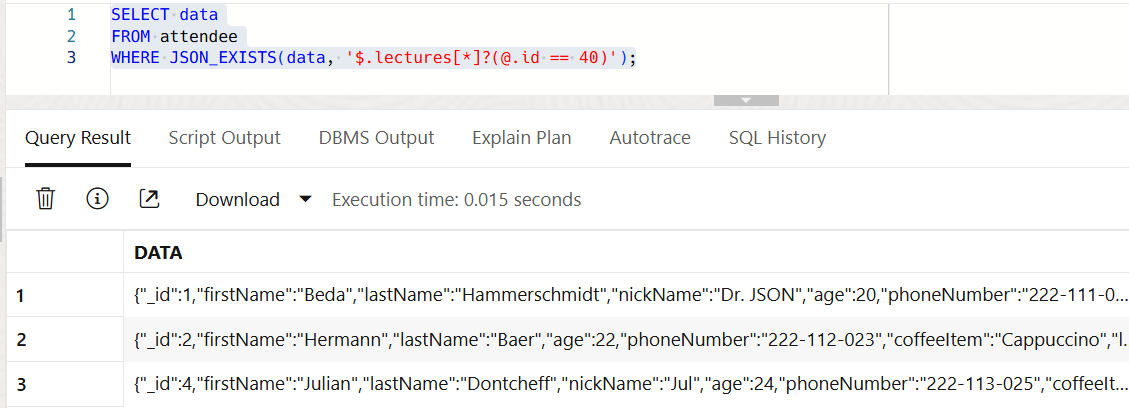 1 SELECT data
2 FROM attendee
3 WHERE JSON_EXISTS(data, '$.lectures[*]?(@.id == 40)');
Query Result Script Output DBMS Output Explain Plan Autotrace SQL History
Download Execution time: 0.015 seconds
DATA
1 {"_id":1,"firstName":"Beda","lastName":"Hammerschmidt","nickName":"Dr. JSON","age":20,"phoneNumber":"222-111-0...
2 {"_id":2,"firstName":"Hermann","lastName":"Baer","age":22,"phoneNumber":"222-112-023","coffeeItem":"Cappuccino","l...
3 {"_id":4,"firstName":"Julian","lastName":"Dontcheff","nickName":"Jul","age":24,"phoneNumber":"222-113-025","coffeeIt...